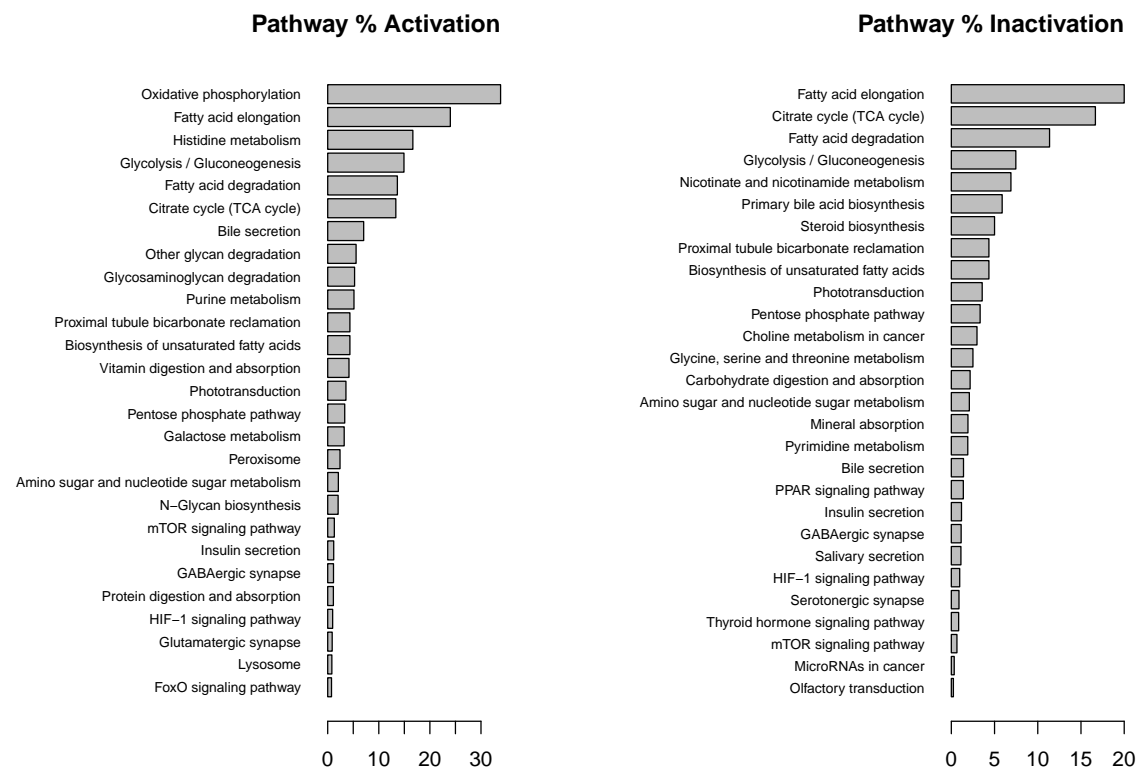 Pathway % Activation
Oxidative phosphorylation
Fatty acid elongation
Histidine metabolism
Glycolysis / Gluconeogenesis
Fatty acid degradation
Citrate cycle (TCA cycle)
Bile secretion
Other glycan degradation
Glycosaminoglycan degradation
Purine metabolism
Proximal tubule bicarbonate reclamation
Biosynthesis of unsaturated fatty acids
Vitamin digestion and absorption
Phototransduction
Pentose phosphate pathway
Galactose metabolism
Peroxisome
Amino sugar and nucleotide sugar metabolism
N−Glycan biosynthesis
mTOR signaling pathway
Insulin secretion
GABAergic synapse
Protein digestion and absorption
HIF−1 signaling pathway
Glutamatergic synapse
Lysosome
FoxO signaling pathway
0 10 20 30
Pathway % Inactivation
Fatty acid elongation
Citrate cycle (TCA cycle)
Fatty acid degradation
Glycolysis / Gluconeogenesis
Nicotinate and nicotinamide metabolism
Primary bile acid biosynthesis
Steroid biosynthesis
Proximal tubule bicarbonate reclamation
Biosynthesis of unsaturated fatty acids
Phototransduction
Pentose phosphate pathway
Choline metabolism in cancer
Glycine, serine and threonine metabolism
Carbohydrate digestion and absorption
Amino sugar and nucleotide sugar metabolism
Mineral absorption
Pyrimidine metabolism
Bile secretion
PPAR signaling pathway
Insulin secretion
GABAergic synapse
Salivary secretion
HIF−1 signaling pathway
Serotonergic synapse
Thyroid hormone signaling pathway
mTOR signaling pathway
MicroRNAs in cancer
Olfactory transduction
0 5 10 15 20